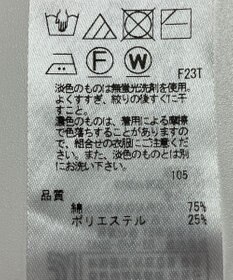 F
W
F23T
淡色のものは無蛍光洗剤を使用、
よくすすぎ、絞りの後すぐに干
すこと。
濃色のものは、着用による摩擦
で色落ちすることがありますの
で、組合せの衣服にご注意くださ
い。また、淡色のものとは別
にお洗い下さい。
105
品質
綿 75%
ポリエステル 25%